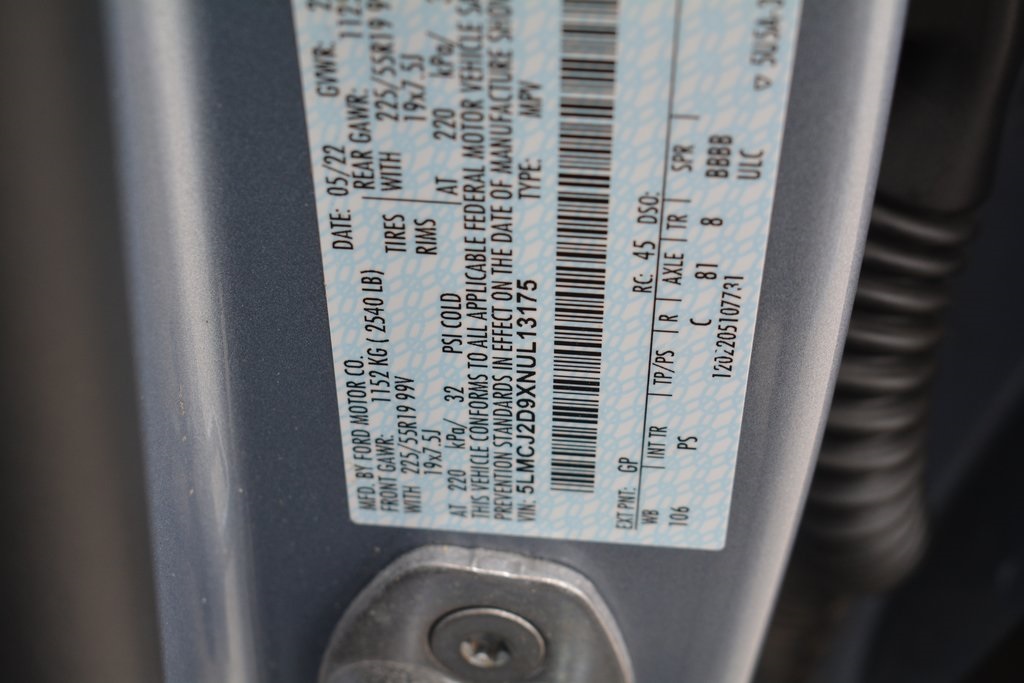 MFD. BY FORD MOTOR CO.
DATE: 05/22 GVWR:
FRONT GAWR: 1152 KG ( 2540 LB) REAR GAWR: 112
WITH 225/55R19 99V TIRES WITH 225/55R19 9
19x7.5J RIMS 19x7.5J
AT 220 kPa/ 32 PSI COLD AT 220 kPa/
THIS VEHICLE CONFORMS TO ALL APPLICABLE FEDERAL MOTOR VEHICLE SA
PREVENTION STANDARDS IN EFFECT ON THE DATE OF MANUFACTURE SHOW
VIN: 5LMCJ2D9XNUL13175 TYPE: MPV
EXT PNT: GP RC: 45 DSO:
WB INT TR TP/PS R AXLE TR SPR
106 PS C 81 8 BBBB
1202205107731 ULC
5U5A-